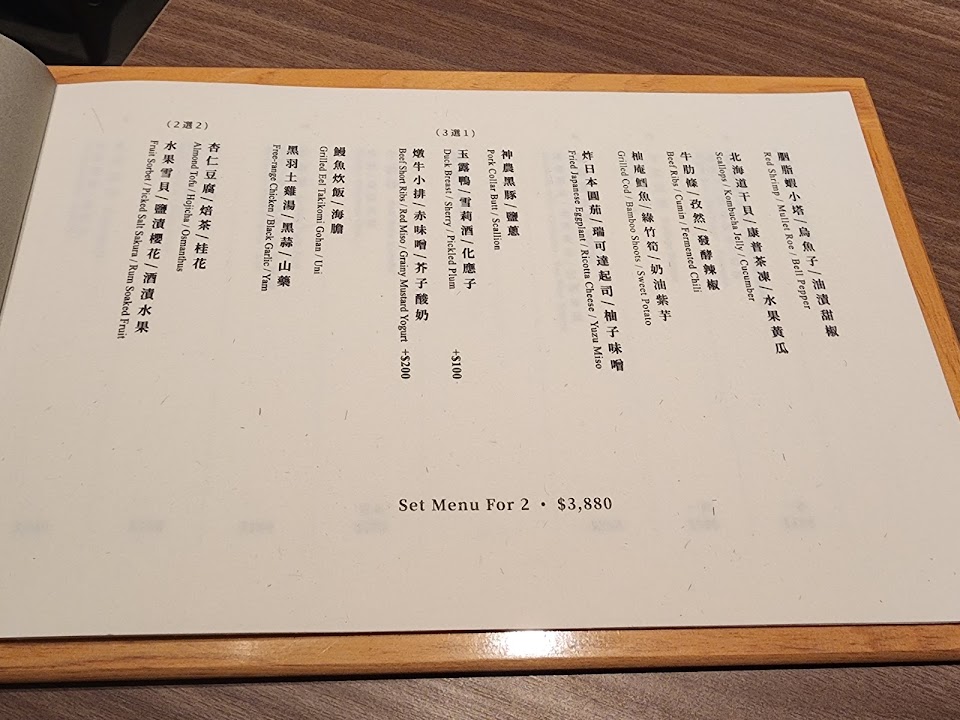 胭脂蝦小塔/烏魚子/油漬甜椒
Red Shrimp / Mullet Roe / Bell Pepper
北海道干貝/康普茶凍/水果黃瓜
Scallops / Kombucha Jelly / Cucumber
牛肋條/孜然/發酵辣椒
Beef Ribs / Cumin / Fermented Chili
柚庵鱈魚/綠竹筍/奶油紫芋
Grilled Cod / Bamboo Shoots / Sweet Potato
炸日本圓茄/瑞可達起司/柚子味噌
Fried Japanese Eggplant / Ricotta Cheese / Yuzu Miso
(3選1)
神農黑豚/鹽蔥
Pork Collar Butt / Scallion
玉露鴨/雪莉酒/化應子 +$100
Duck Breast / Sherry / Pickled Plum
燉牛小排/赤味噌/芥子酸奶 +$200
Beef Short Ribs / Red Miso / Grainy Mustard Yogurt
鰻魚炊飯/海膽
Grilled Eel Takikomi Gohan / Uni
黑羽土雞湯/黑蒜/山藥
Free-range Chicken / Black Garlic / Yam
(2選2)
杏仁豆腐/焙茶/桂花
Almond Tofu / Hojicha / Osmanthus
水果雪貝/鹽漬櫻花/酒漬水果
Fruit Sorbet / Picked Salt Sakura / Rum Soaked Fruit
Set Menu For 2 • $3,880